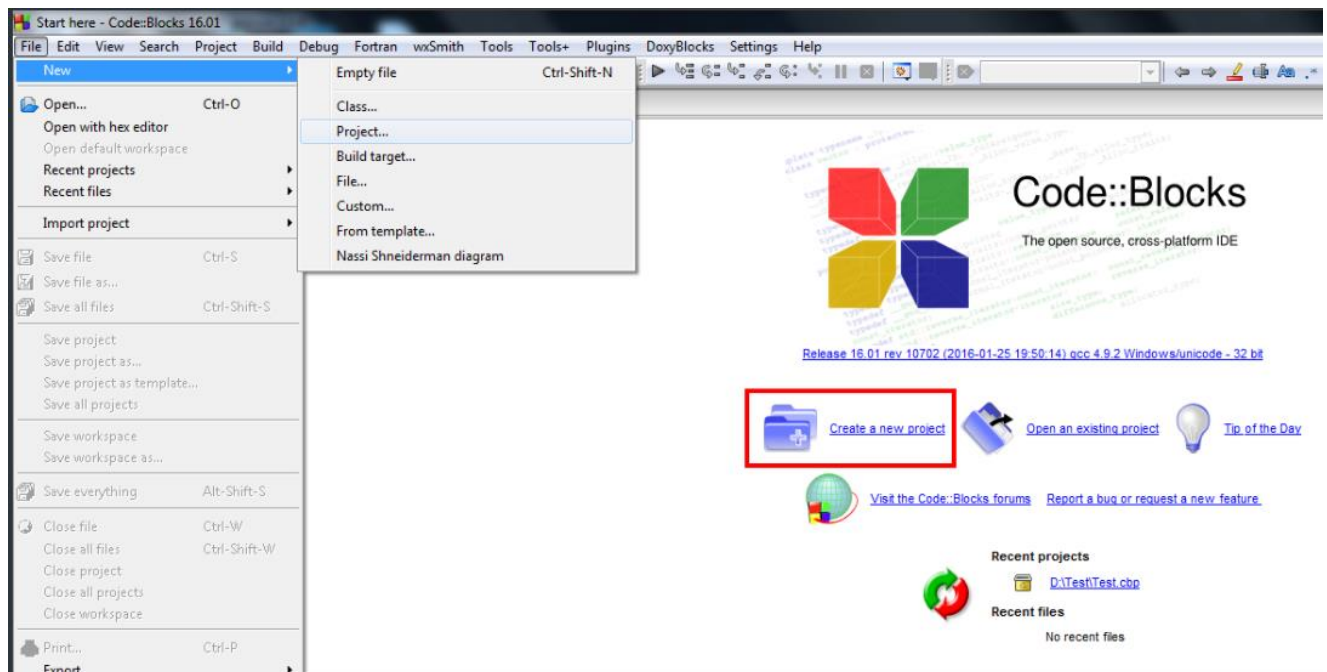 Start here - Code::Blocks 16.01
File Edit View Search Project Build Debug Fortran wxSmith Tools Tools+ Plugins DoxyBlocks Settings Help
New
Open... Ctrl-O
Open with hex editor
Open default workspace
Recent projects
Recent files
Import project
Save file Ctrl-S
Save file as...
Save all files Ctrl-Shift-S
Save project
Save project as...
Save project as template...
Save all projects
Save workspace
Save workspace as...
Save everything Alt-Shift-S
Close file Ctrl-W
Close all files Ctrl-Shift-W
Close project
Close all projects
Close workspace
Print... Ctrl-P
Export
Empty file Ctrl-Shift-N
Class...
Project...
Build target...
File...
Custom...
From template...
Nassi Shneiderman diagram
Code::Blocks
The open source, cross-platform IDE
Release 16.01 rev 10702 (2016-01-25 19:50:14) gcc 4.9.2 Windows/unicode - 32 bit
Create a new project
Open an existing project
Tip of the Day
Visit the Code::Blocks forums
Report a bug or request a new feature
Recent projects
D:\Test\Test.cbp
Recent files
No recent files